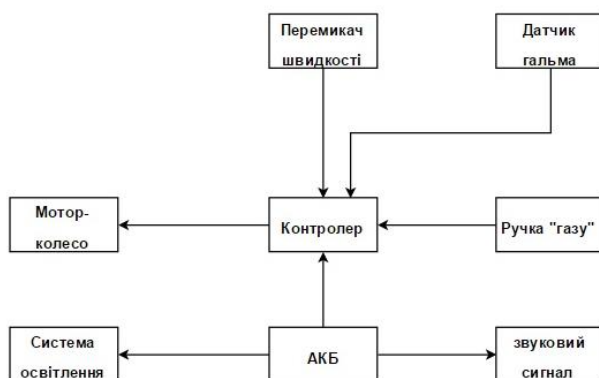 Перемикач
швидкості
Датчик
гальма
Мотор-
колесо
Контролер
Ручка "газу"
Система
освітлення
АКБ
звуковий
сигнал